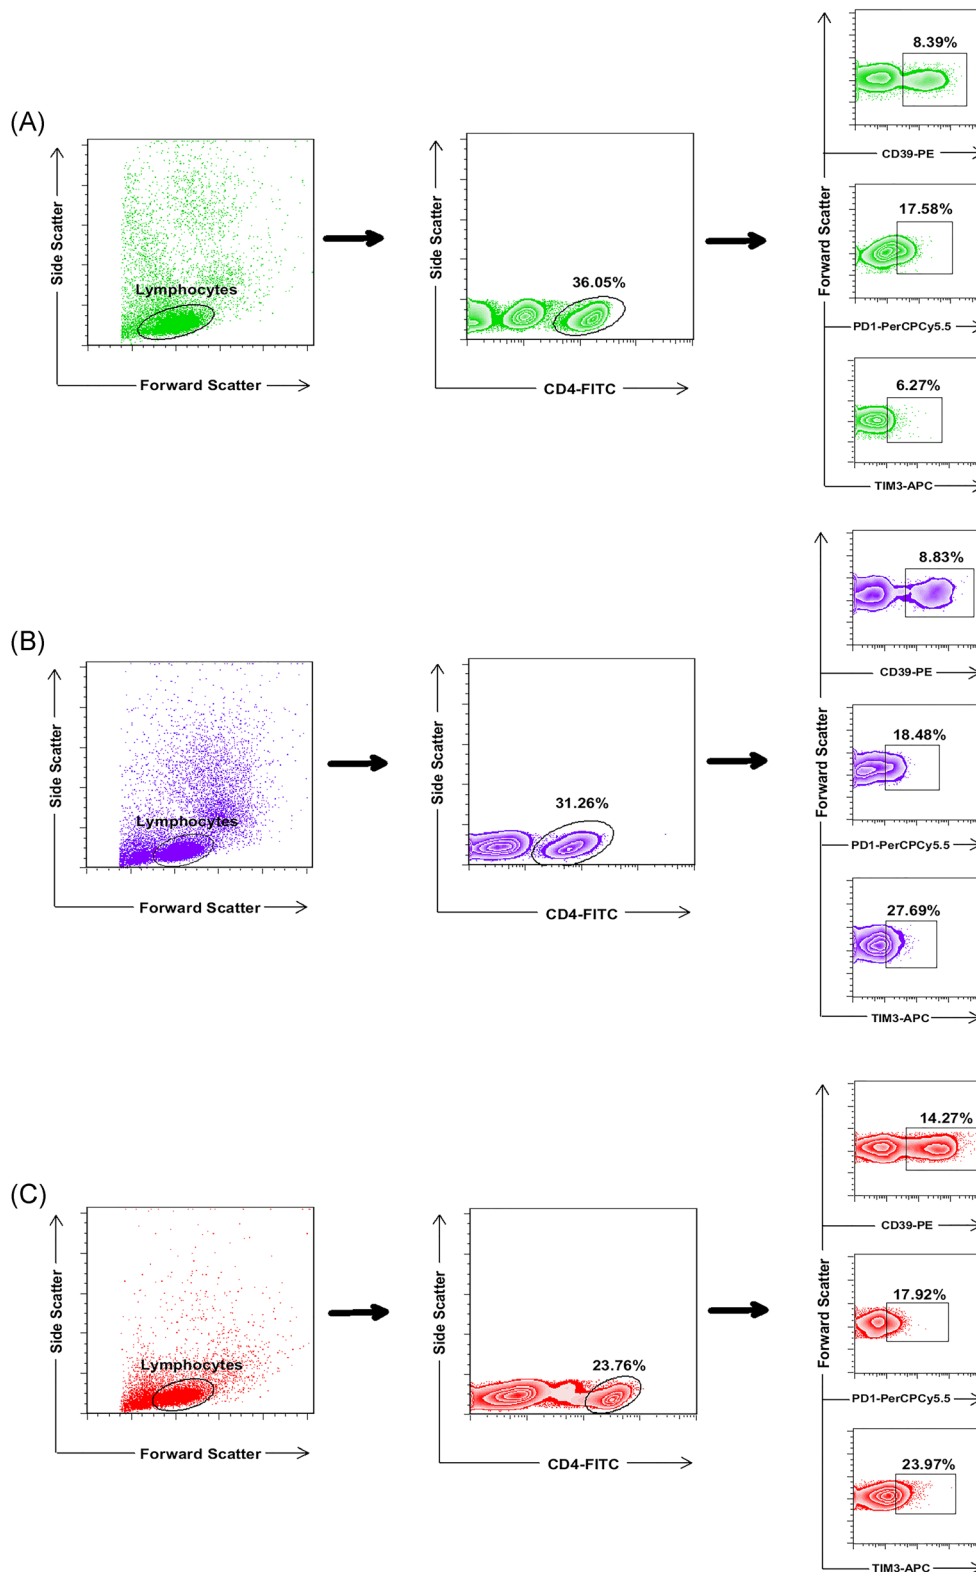 (A)
Side Scatter
Lymphocytes
Forward Scatter
Side Scatter
36.05%
CD4-FITC
Forward Scatter
8.39%
CD39-PE
17.58%
PD1-PerCPCy5.5
6.27%
TIM3-APC
(B)
Side Scatter
Lymphocytes
Forward Scatter
Side Scatter
31.26%
CD4-FITC
Forward Scatter
8.83%
CD39-PE
18.48%
PD1-PerCPCy5.5
27.69%
TIM3-APC
(C)
Side Scatter
Lymphocytes
Forward Scatter
Side Scatter
23.76%
CD4-FITC
Forward Scatter
14.27%
CD39-PE
17.92%
PD1-PerCPCy5.5
23.97%
TIM3-APC